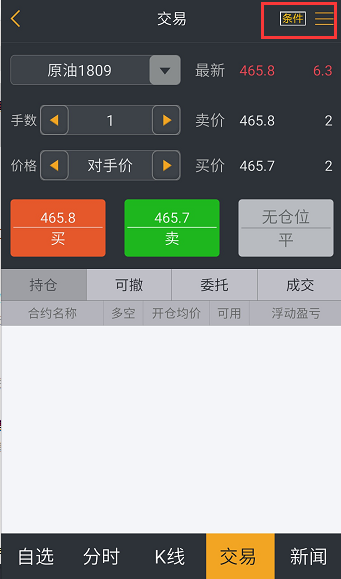 交易 条件
原油1809 最新 465.8 6.3
手数 1 卖价 465.8 2
价格 对手价 买价 465.7 2
465.8 465.7 无仓位
买 卖 平
持仓 可撤 委托 成交
合约名称 多空 开仓均价 可用 浮动盈亏
自选 分时 K线 交易 新闻